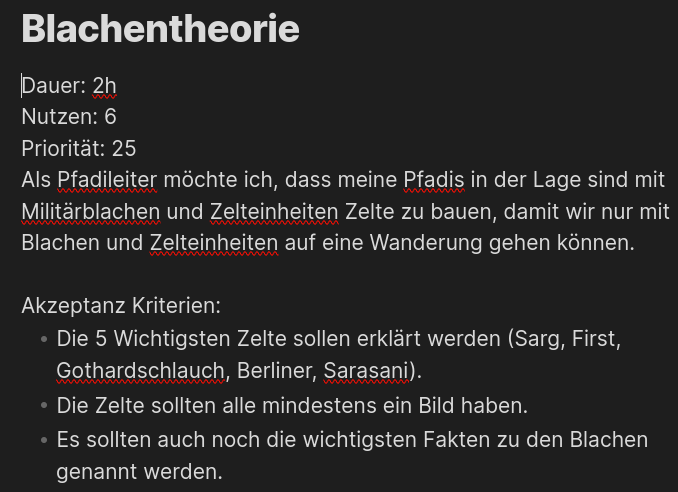 Blachentheorie
Dauer: 2h
Nutzen: 6
Priorität: 25
Als Pfadileiter möchte ich, dass meine Pfadis in der Lage sind mit
Militärblachen und Zelteinheiten Zelte zu bauen, damit wir nur mit
Blachen und Zelteinheiten auf eine Wanderung gehen können.
Akzeptanz Kriterien:
• Die 5 Wichtigsten Zelte sollen erklärt werden (Sarg, First,
Gothardschlauch, Berliner, Sarasani).
• Die Zelte sollten alle mindestens ein Bild haben.
• Es sollten auch noch die wichtigsten Fakten zu den Blachen
genannt werden.